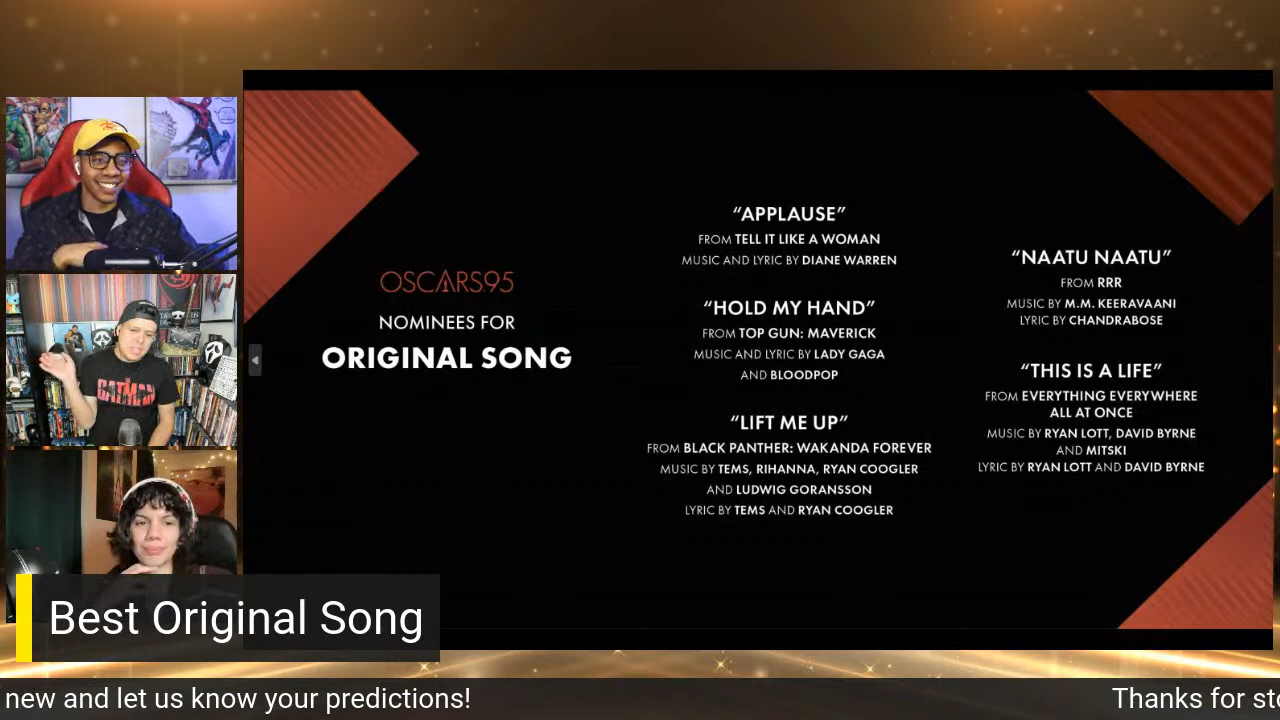 OSCARS95
NOMINEES FOR
ORIGINAL SONG
“APPLAUSE”
FROM TELL IT LIKE A WOMAN
MUSIC AND LYRIC BY DIANE WARREN
“HOLD MY HAND”
FROM TOP GUN: MAVERICK
MUSIC AND LYRIC BY LADY GAGA
AND BLOODPOP
“LIFT ME UP”
FROM BLACK PANTHER: WAKANDA FOREVER
MUSIC BY TEMS, RIHANNA, RYAN COOGLER
AND LUDWIG GORANSSON
LYRIC BY TEMS AND RYAN COOGLER
“NAATU NAATU”
FROM RRR
MUSIC BY M.M. KEERAVAANI
LYRIC BY CHANDRABOSE
“THIS IS A LIFE”
FROM EVERYTHING EVERYWHERE
ALL AT ONCE
MUSIC BY RYAN LOTT, DAVID BYRNE
AND MITSKI
LYRIC BY RYAN LOTT AND DAVID BYRNE
THE BATMAN
Best Original Song
new and let us know your predictions!
Thanks for sto